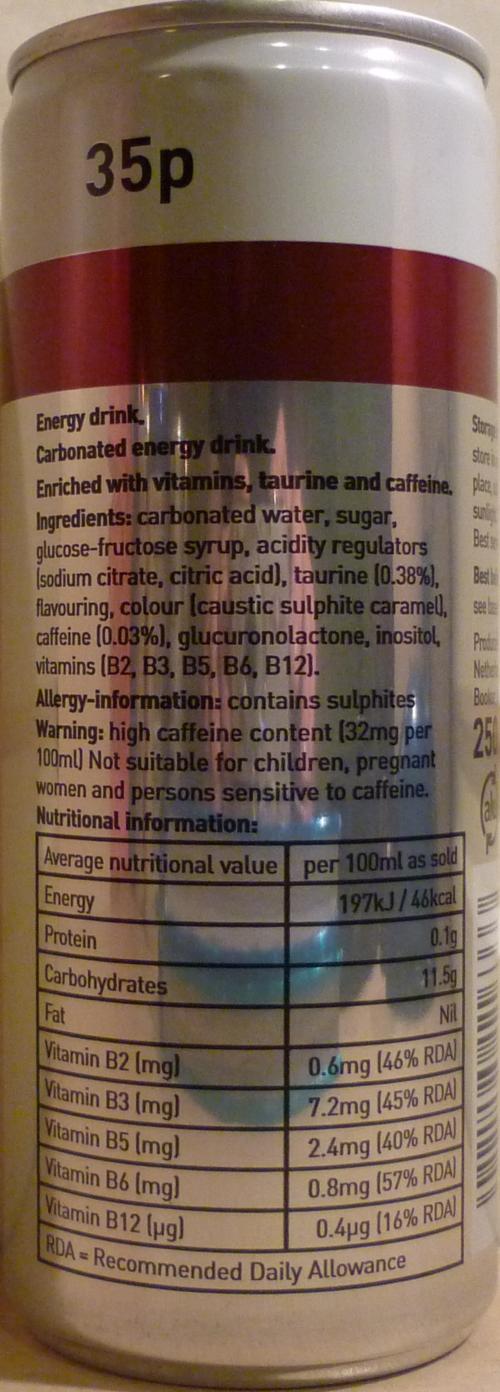 35p
Energy drink.
Carbonated energy drink.
Enriched with vitamins, taurine and caffeine.
Ingredients: carbonated water, sugar,
glucose-fructose syrup, acidity regulators
(sodium citrate, citric acid), taurine (0.38%),
flavouring, colour (caustic sulphite caramel),
caffeine (0.03%), glucuronolactone, inositol,
vitamins (B2, B3, B5, B6, B12).
Allergy-information: contains sulphites
Warning: high caffeine content (32mg per
100ml) Not suitable for children, pregnant
women and persons sensitive to caffeine.
Nutritional information:
Average nutritional value per 100ml as sold
Energy 197kJ / 46kcal
Protein 0.1g
Carbohydrates 11.5g
Fat Nil
Vitamin B2 (mg) 0.6mg (46% RDA)
Vitamin B3 (mg) 7.2mg (45% RDA)
Vitamin B5 (mg) 2.4mg (40% RDA)
Vitamin B6 (mg) 0.8mg (57% RDA)
Vitamin B12 (µg) 0.4µg (16% RDA)
RDA = Recommended Daily Allowance
store
Best
Best
see
250